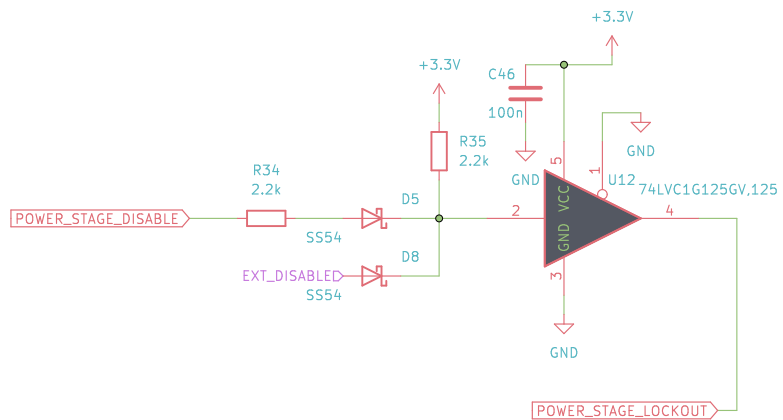 +3.3V
+3.3V
C46
100n
R35
2.2k
GND
GND
R34
2.2k
D5
5
1
U12
74LVC1G125GV,125
POWER_STAGE_DISABLE
SS54
2
VCC
GND
4
D8
EXT_DISABLED
SS54
3
GND
POWER_STAGE_LOCKOUT